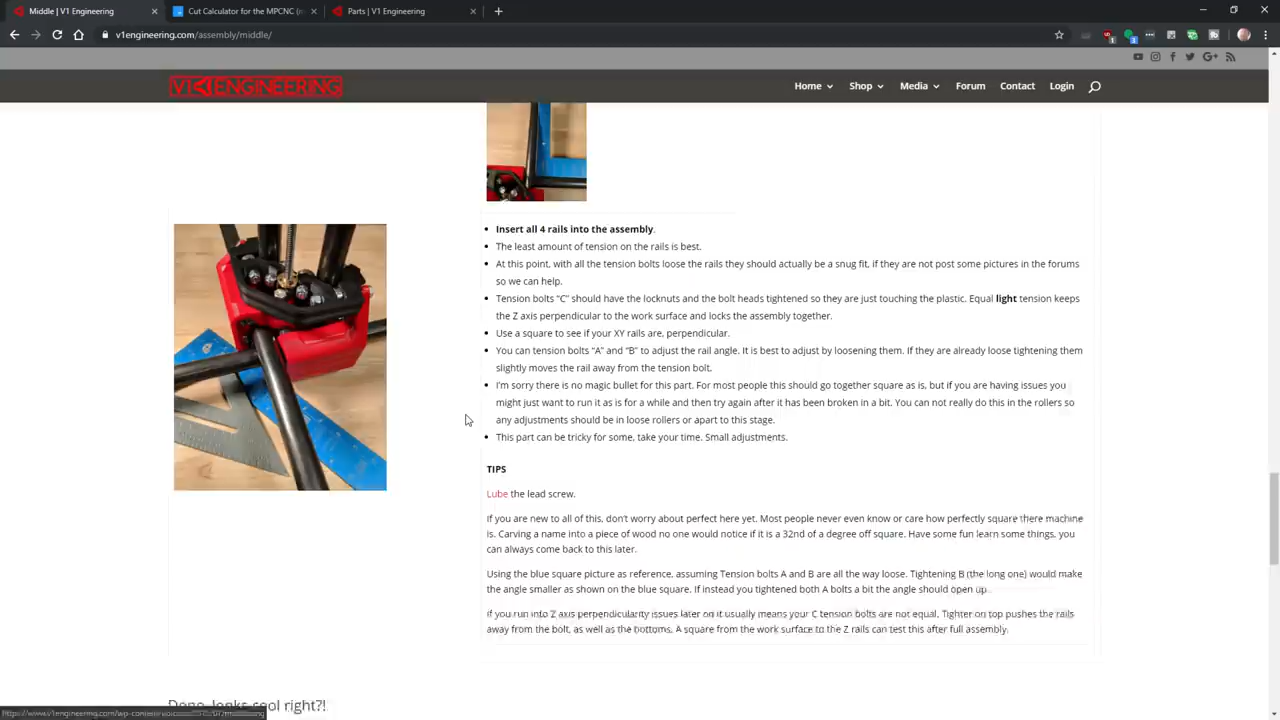 Middle | V1 Engineering
Cut Calculator for the MPCNC (m
Parts | V1 Engineering
v1engineering.com/assembly/middle/
V1 ENGINEERING
Home
Shop
Media
Forum
Contact
Login
Insert all 4 rails into the assembly.
The least amount of tension on the rails is best.
At this point, with all the tension bolts loose the rails they should actually be a snug fit, if they are not post some pictures in the forums
so we can help.
Tension bolts “C” should have the locknuts and the bolt heads tightened so they are just touching the plastic. Equal light tension keeps
the Z axis perpendicular to the work surface and locks the assembly together.
Use a square to see if your XY rails are, perpendicular.
You can tension bolts “A” and “B” to adjust the rail angle. It is best to adjust by loosening them. If they are already loose tightening them
slightly moves the rail away from the tension bolt.
I’m sorry there is no magic bullet for this part. For most people this should go together square as is, but if you are having issues you
might just want to run it as is for a while and then try again after it has been broken in a bit. You can not really do this in the rollers so
any adjustments should be in loose rollers or apart to this stage.
This part can be tricky for some, take your time. Small adjustments.
TIPS
Lube the lead screw.
If you are new to all of this, don’t worry about perfect here yet. Most people never even know or care how perfectly square there machine
is. Carving a name into a piece of wood no one would notice if it is a 32nd of a degree off square. Have some fun learn some things, you
can always come back to this later.
Using the blue square picture as reference, assuming Tension bolts A and B are all the way loose. Tightening B (the long one) would make
the angle smaller as shown on the blue square. If instead you tightened both A bolts a bit the angle should open up.
If you run into Z axis perpendicularity issues later on it usually means your C tension bolts are not equal. Tighter on top pushes the rails
away from the bolt, as well as the bottoms. A square from the work surface to the Z rails can test this after full assembly.
Done, looks cool right?!